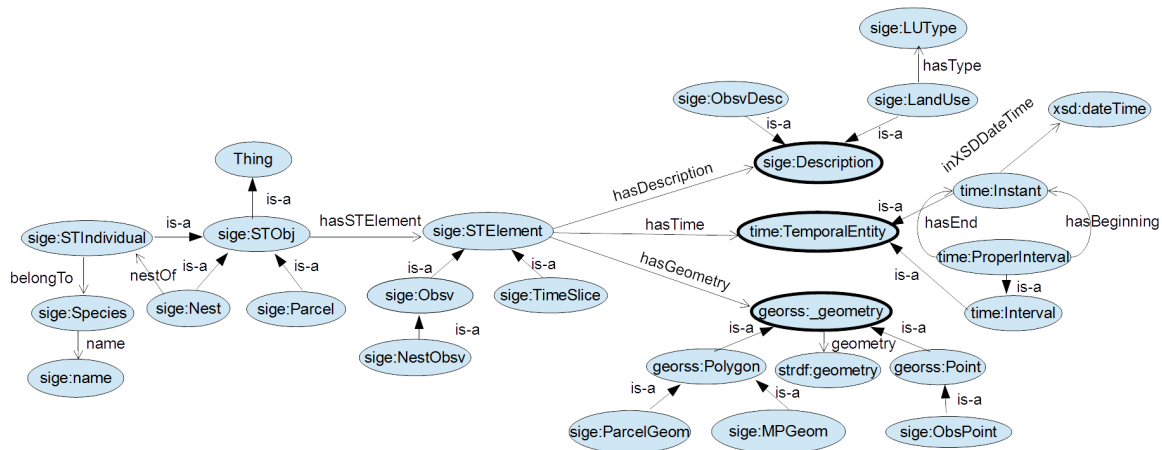 sige:LUType
hasType
sige:ObsvDesc
sige:LandUse
xsd:dateTime
is-a
is-a
inXSDDateTime
Thing
sige:Description
is-a
hasDescription
time:Instant
is-a
hasSTElement
is-a
hasEnd
hasBeginning
sige:STIndividual
is-a
sige:STObj
sige:STElement
hasTime
time:TemporalEntity
belongTo
nestOf
is-a
is-a
is-a
is-a
hasGeometry
is-a
time:ProperInterval
sige:Obsv
sige:TimeSlice
is-a
sige:Species
sige:Nest
sige:Parcel
georss:_geometry
time:Interval
name
is-a
is-a
geometry
is-a
sige:NestObsv
sige:name
georss:Polygon
strdf:geometry
georss:Point
is-a
is-a
is-a
sige:ParcelGeom
sige:MPGeom
sige:ObsPoint